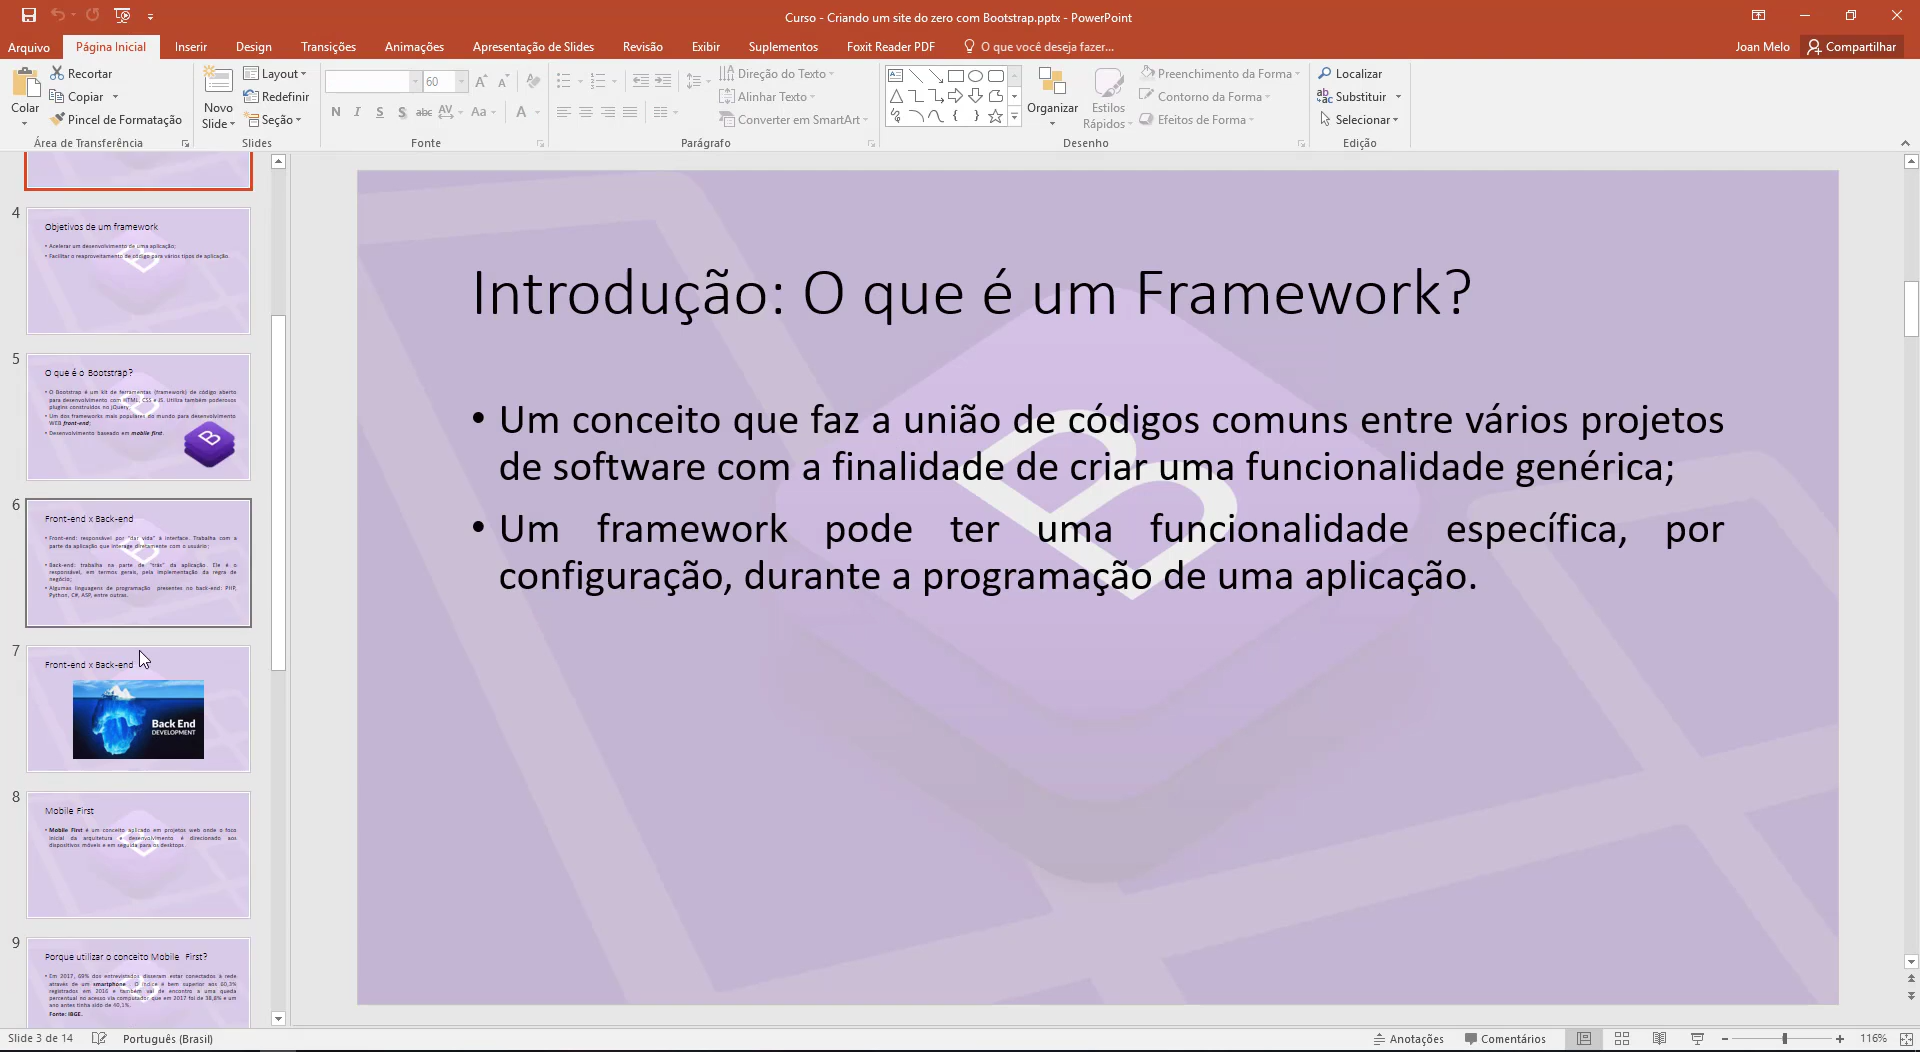 Curso - Criando um site do zero com Bootstrap.pptx - PowerPoint
Arquivo Página Inicial Inserir Design Transições Animações Apresentação de Slides Revisão Exibir Suplementos Foxit Reader PDF O que você deseja fazer... Joan Melo Compartilhar
Colar
Recortar
Copiar
Pincel de Formatação
Área de Transferência
Novo
Slide
Layout
Redefinir
Seção
Slides
60
N I S S abc AV Aa A
Fonte
Direção do Texto
Alinhar Texto
Converter em SmartArt
Parágrafo
Organizar
Estilos
Rápidos
Preenchimento da Forma
Contorno da Forma
Efeitos de Forma
Desenho
Localizar
Substituir
Selecionar
Edição
4
Objetivos de um framework
• Acelerar um desenvolvimento de uma aplicação;
• Facilitar o reaproveitamento de código para vários tipos de aplicação.
5
O que é o Bootstrap?
• O Bootstrap é um kit de ferramentas (framework) de código aberto
para desenvolvimento com HTML, CSS e JS. Utiliza também poderosos
plugins construídos no jQuery;
• Um dos frameworks mais populares do mundo para desenvolvimento
WEB front-end;
• Desenvolvimento baseado em mobile first.
B
6
Front-end x Back-end
• Front-end: responsável por "dar vida" à interface. Trabalha com a
parte da aplicação que interage diretamente com o usuário;
• Back-end: trabalha na parte de "trás" da aplicação. Ele é o
responsável, em termos gerais, pela implementação da regra de
negócio;
• Algumas linguagens de programação presentes no back-end: PHP,
Python, C#, ASP, entre outras.
7
Front-end x Back-end
Back End
DEVELOPMENT
8
Mobile First
• Mobile First é um conceito aplicado em projetos web onde o foco
inicial da arquitetura e desenvolvimento é direcionado aos
dispositivos móveis e em seguida para os desktops
9
Porque utilizar o conceito Mobile First?
• Em 2017, 69% dos entrevistados disseram estar conectados à rede
através de um smartphone. O índice é bem superior aos 60,3%
registrados em 2016 e também vai de encontro a uma queda
percentual no acesso via computador que em 2017 foi de 38,8% e um
ano antes tinha sido de 40,1%.
Fonte: IBGE.
Introdução: O que é um Framework?
• Um conceito que faz a união de códigos comuns entre vários projetos
de software com a finalidade de criar uma funcionalidade genérica;
• Um framework pode ter uma funcionalidade específica, por
configuração, durante a programação de uma aplicação.
B
Slide 3 de 14 Português (Brasil) Anotações Comentários 116%